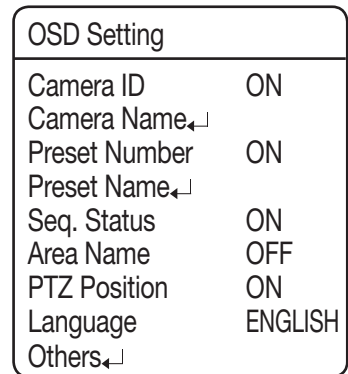 OSD Setting
Camera ID ON
Camera Name↵
Preset Number ON
Preset Name↵
Seq. Status ON
Area Name OFF
PTZ Position ON
Language ENGLISH
Others↵